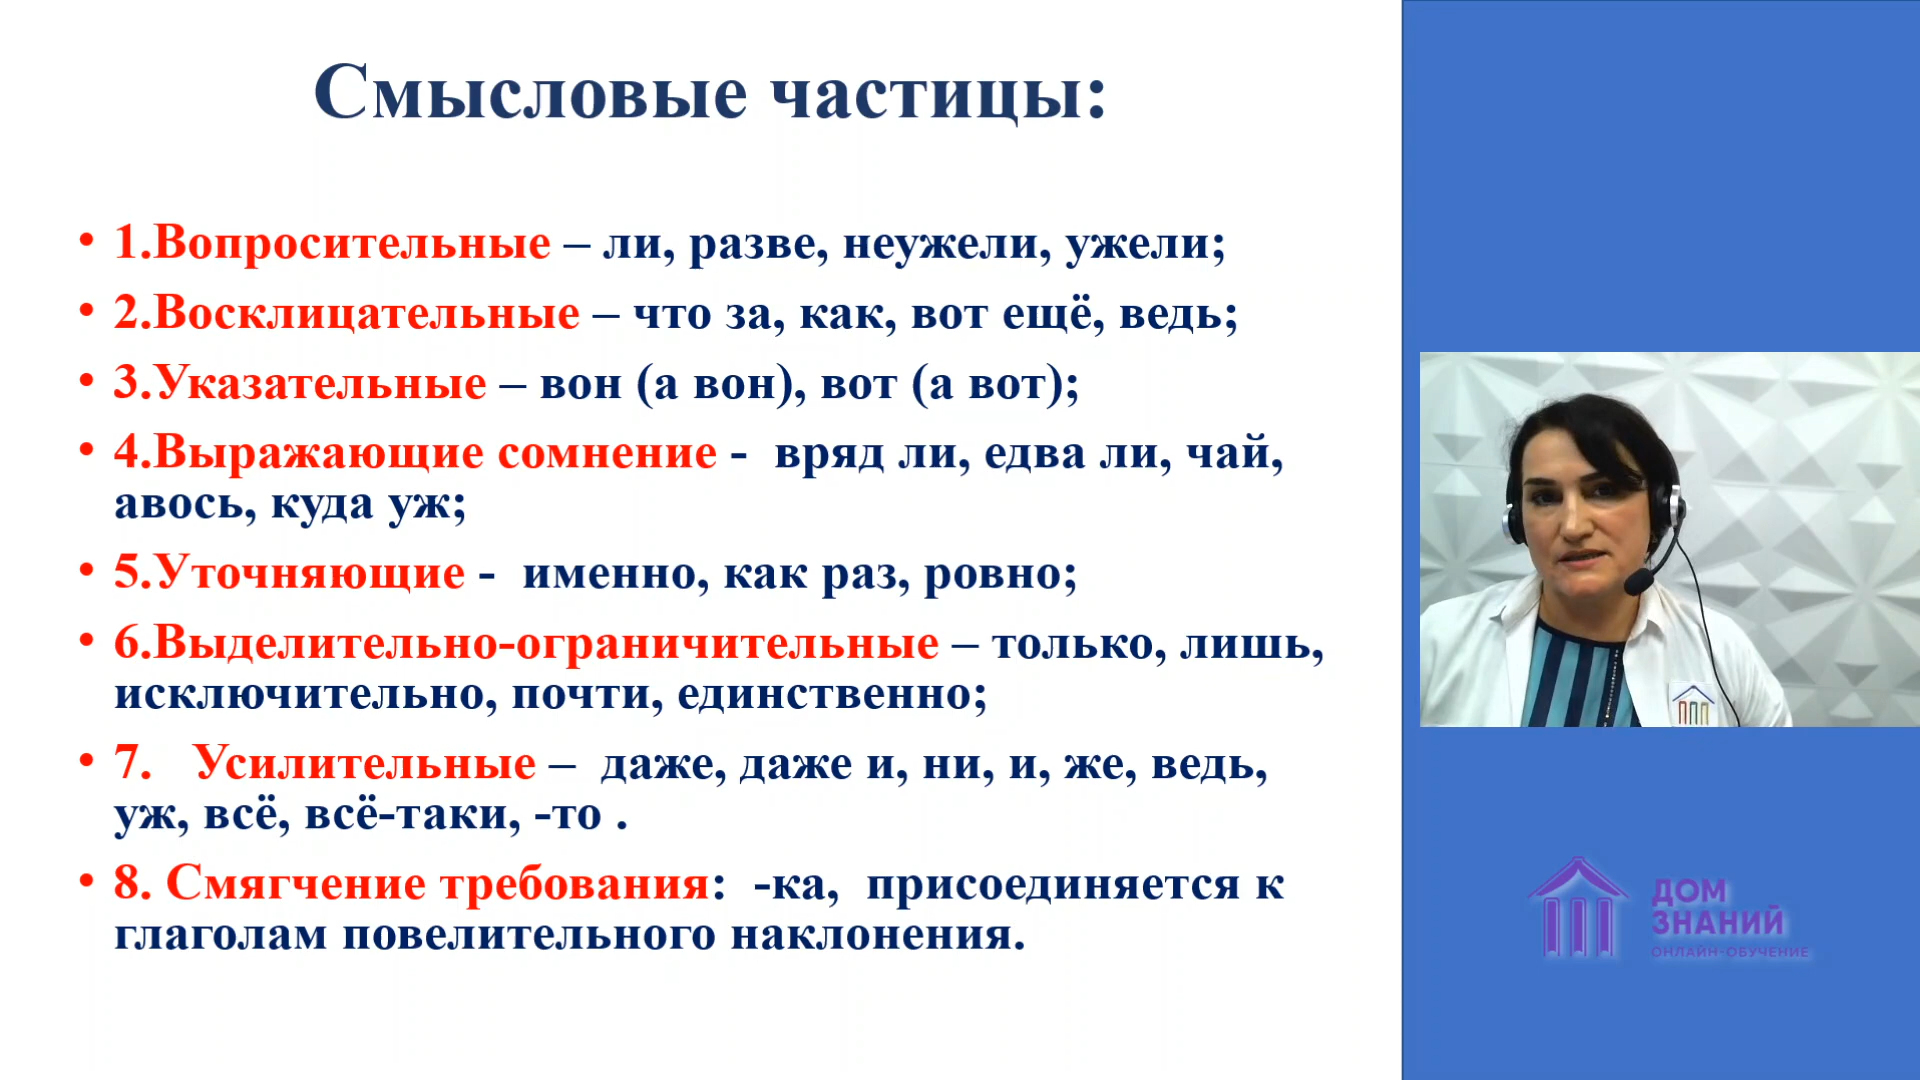 Смысловые частицы:
• 1.Вопросительные – ли, разве, неужели, ужели;
• 2.Восклицательные – что за, как, вот ещё, ведь;
• 3.Указательные – вон (а вон), вот (а вот);
• 4.Выражающие сомнение -  вряд ли, едва ли, чай,
авось, куда уж;
• 5.Уточняющие -  именно, как раз, ровно;
• 6.Выделительно-ограничительные – только, лишь,
исключительно, почти, единственно;
• 7.   Усилительные –  даже, даже и, ни, и, же, ведь,
уж, всё, всё-таки, -то .
• 8. Смягчение требования:  -ка,  присоединяется к
глаголам повелительного наклонения.
ДОМ
ЗНАНИЙ
ОНЛАЙН-ОБУЧЕНИЕ